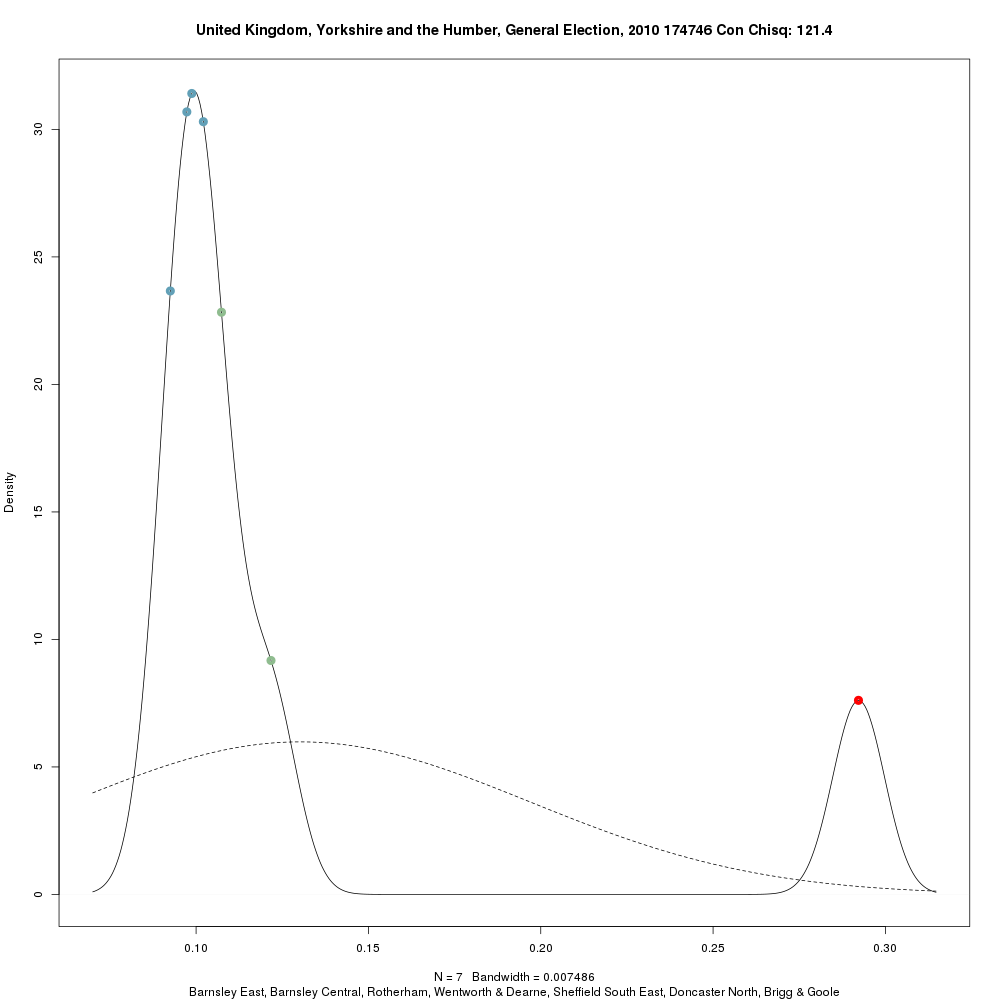 United Kingdom, Yorkshire and the Humber, General Election, 2010 174746 Con Chisq: 121.4
Density
30
25
20
15
10
5
0
0.10 0.15 0.20 0.25 0.30
N = 7 Bandwidth = 0.007486
Barnsley East, Barnsley Central, Rotherham, Wentworth & Dearne, Sheffield South East, Doncaster North, Brigg & Goole